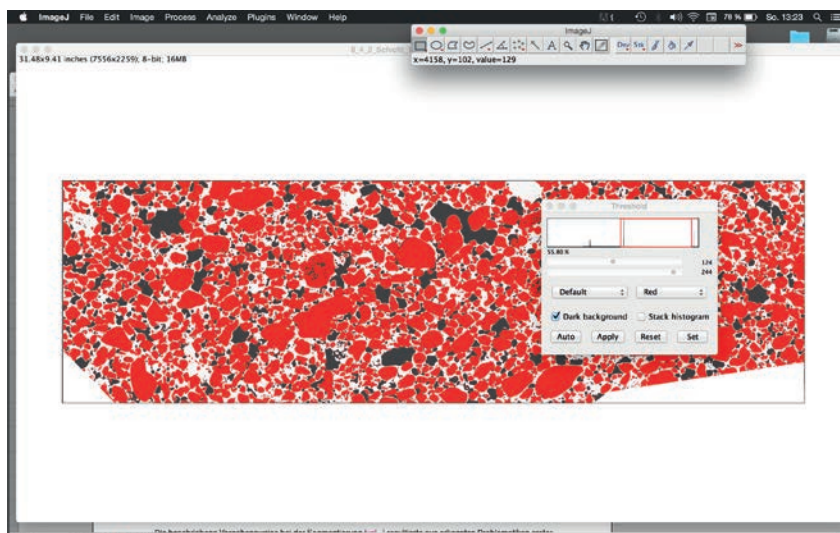 ImageJ File Edit Image Process Analyze Plugins Window Help
78 % So. 13:23
ImageJ
Dev Stk
x=4158, y=102, value=129
31.48x9.41 inches (7556x2259); 8-bit; 16MB
Threshold
55.80 %
124
244
Default Red
Dark background Stack histogram
Auto Apply Reset Set